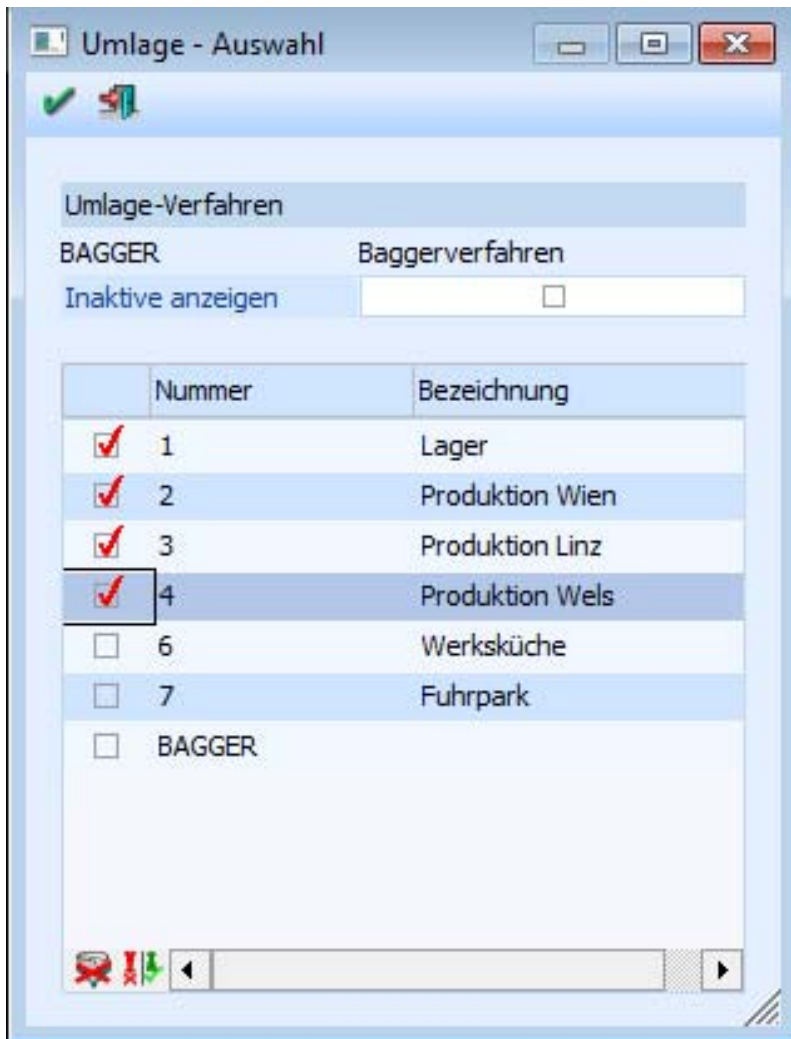 Umlage - Auswahl
Umlage-Verfahren
BAGGER Baggerverfahren
Inaktive anzeigen
Nummer Bezeichnung
1 Lager
2 Produktion Wien
3 Produktion Linz
4 Produktion Wels
6 Werksküche
7 Fuhrpark
BAGGER